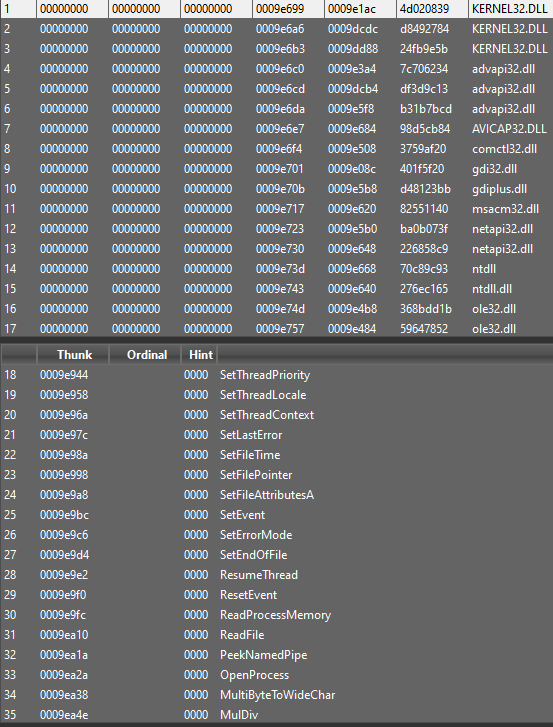 1 00000000 00000000 00000000 0009e699 0009e1ac 4d020839 KERNEL32.DLL
2 00000000 00000000 00000000 0009e6a6 0009dcdc d8492784 KERNEL32.DLL
3 00000000 00000000 00000000 0009e6b3 0009dd88 24fb9e5b KERNEL32.DLL
4 00000000 00000000 00000000 0009e6c0 0009e3a4 7c706234 advapi32.dll
5 00000000 00000000 00000000 0009e6cd 0009dcb4 df3d9c13 advapi32.dll
6 00000000 00000000 00000000 0009e6da 0009e5f8 b31b7bcd advapi32.dll
7 00000000 00000000 00000000 0009e6e7 0009e684 98d5cb84 AVICAP32.DLL
8 00000000 00000000 00000000 0009e6f4 0009e508 3759af20 comctl32.dll
9 00000000 00000000 00000000 0009e701 0009e08c 401f5f20 gdi32.dll
10 00000000 00000000 00000000 0009e70b 0009e5b8 d48123bb gdiplus.dll
11 00000000 00000000 00000000 0009e717 0009e620 82551140 msacm32.dll
12 00000000 00000000 00000000 0009e723 0009e5b0 ba0b073f netapi32.dll
13 00000000 00000000 00000000 0009e730 0009e648 226858c9 netapi32.dll
14 00000000 00000000 00000000 0009e73d 0009e668 70c89c93 ntdll
15 00000000 00000000 00000000 0009e743 0009e640 276ec165 ntdll.dll
16 00000000 00000000 00000000 0009e74d 0009e4b8 368bdd1b ole32.dll
17 00000000 00000000 00000000 0009e757 0009e484 59647852 ole32.dll
Thunk Ordinal Hint
18 0009e944 0000 SetThreadPriority
19 0009e958 0000 SetThreadLocale
20 0009e96a 0000 SetThreadContext
21 0009e97c 0000 SetLastError
22 0009e98a 0000 SetFileTime
23 0009e998 0000 SetFilePointer
24 0009e9a8 0000 SetFileAttributesA
25 0009e9bc 0000 SetEvent
26 0009e9c6 0000 SetErrorMode
27 0009e9d4 0000 SetEndOfFile
28 0009e9e2 0000 ResumeThread
29 0009e9f0 0000 ResetEvent
30 0009e9fc 0000 ReadProcessMemory
31 0009ea10 0000 ReadFile
32 0009ea1a 0000 PeekNamedPipe
33 0009ea2a 0000 OpenProcess
34 0009ea38 0000 MultiByteToWideChar
35 0009ea4e 0000 MulDiv